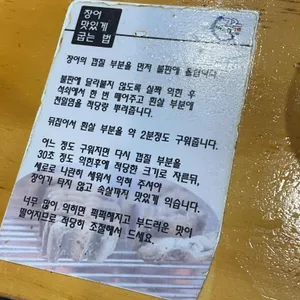 장어
맛있게
굽는 법
장어의 껍질 부분을 먼저 불판에 올립니다.
불판에 달라붙지 않도록 살짝 익힌 후
석쇠에서 한 번 떼어주고 흰살 부분에
천일염을 적당량 뿌려줍니다.
뒤집어서 흰살 부분을 약 2분정도 구워줍니다.
어느 정도 구워지면 다시 껍질 부분을
30초 정도 익힌후에 적당한 크기로 자른뒤,
세로로 나란히 세워서 익혀 주셔야
장어가 타지 않고 속살까지 맛있게 익습니다.
너무 많이 익히면 퍽퍽해지고 부드러운 맛이
떨어지므로 적당히 조절해서 드세요.